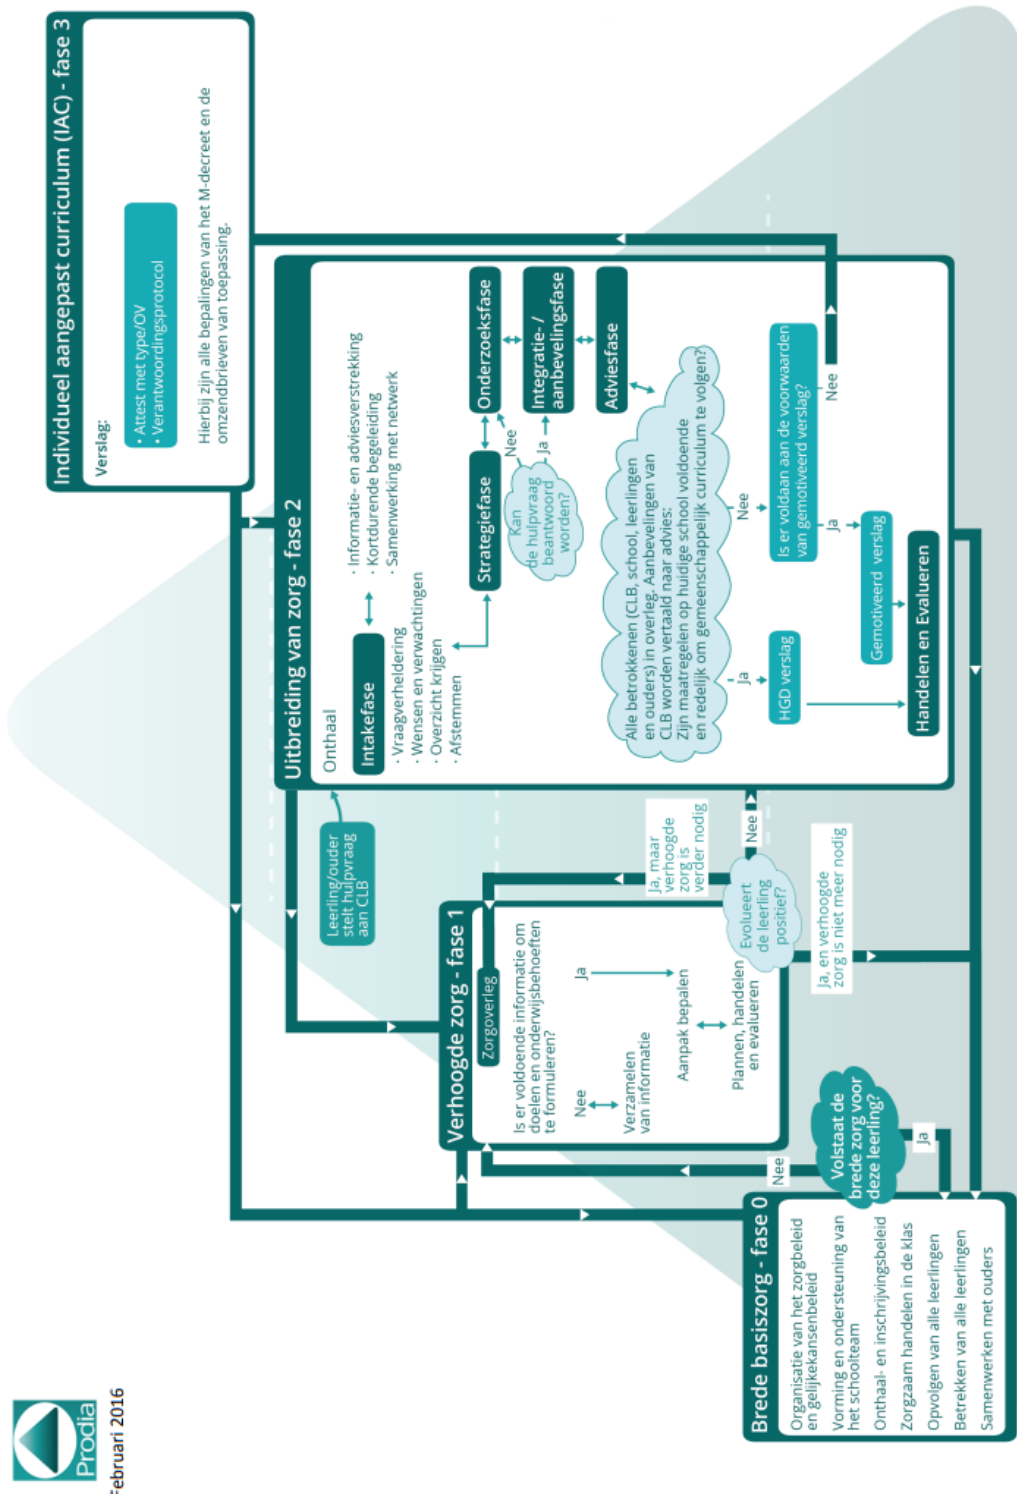 Prodia
Februari 2016
Individueel aangepast curriculum (IAC) - fase 3
Verslag:
• Attest met type/OV
• Verantwoordingsprotocol
Hierbij zijn alle bepalingen van het M-decreet en de
omzendbrieven van toepassing.
Uitbreiding van zorg - fase 2
Leerling/ouder
stelt hulpvraag
aan CLB
Onthaal
Intakefase
· Vraagverheldering
· Wensen en verwachtingen
· Overzicht krijgen
· Afstemmen
· Informatie- en adviesverstrekking
· Kortdurende begeleiding
· Samenwerking met netwerk
Strategiefase
Kan
de hulpvraag
beantwoord
worden?
Nee
Ja
Onderzoeksfase
Integratie- /
aanbevelingsfase
Adviesfase
Alle betrokkenen (CLB, school, leerlingen
en ouders) in overleg. Aanbevelingen van
CLB worden vertaald naar advies:
Zijn maatregelen op huidige school voldoende
en redelijk om gemeenschappelijk curriculum te volgen?
Ja
Nee
HGD verslag
Is er voldaan aan de voorwaarden
van gemotiveerd verslag?
Ja
Nee
Gemotiveerd verslag
Handelen en Evalueren
Verhoogde zorg - fase 1
Zorgoverleg
Is er voldoende informatie om
doelen en onderwijsbehoeften
te formuleren?
Nee
Ja
Verzamelen
van informatie
Aanpak bepalen
Plannen, handelen
en evalueren
Evolueert
de leerling
positief?
Ja, maar
verhoogde
zorg is
verder nodig
Nee
Ja, en verhoogde
zorg is niet meer nodig
Brede basiszorg - fase 0
Organisatie van het zorgbeleid
en gelijkekansenbeleid
Vorming en ondersteuning van
het schoolteam
Onthaal- en inschrijvingsbeleid
Zorgzaam handelen in de klas
Opvolgen van alle leerlingen
Betrekken van alle leerlingen
Samenwerken met ouders
Volstaat de
brede zorg voor
deze leerling?
Nee
Ja